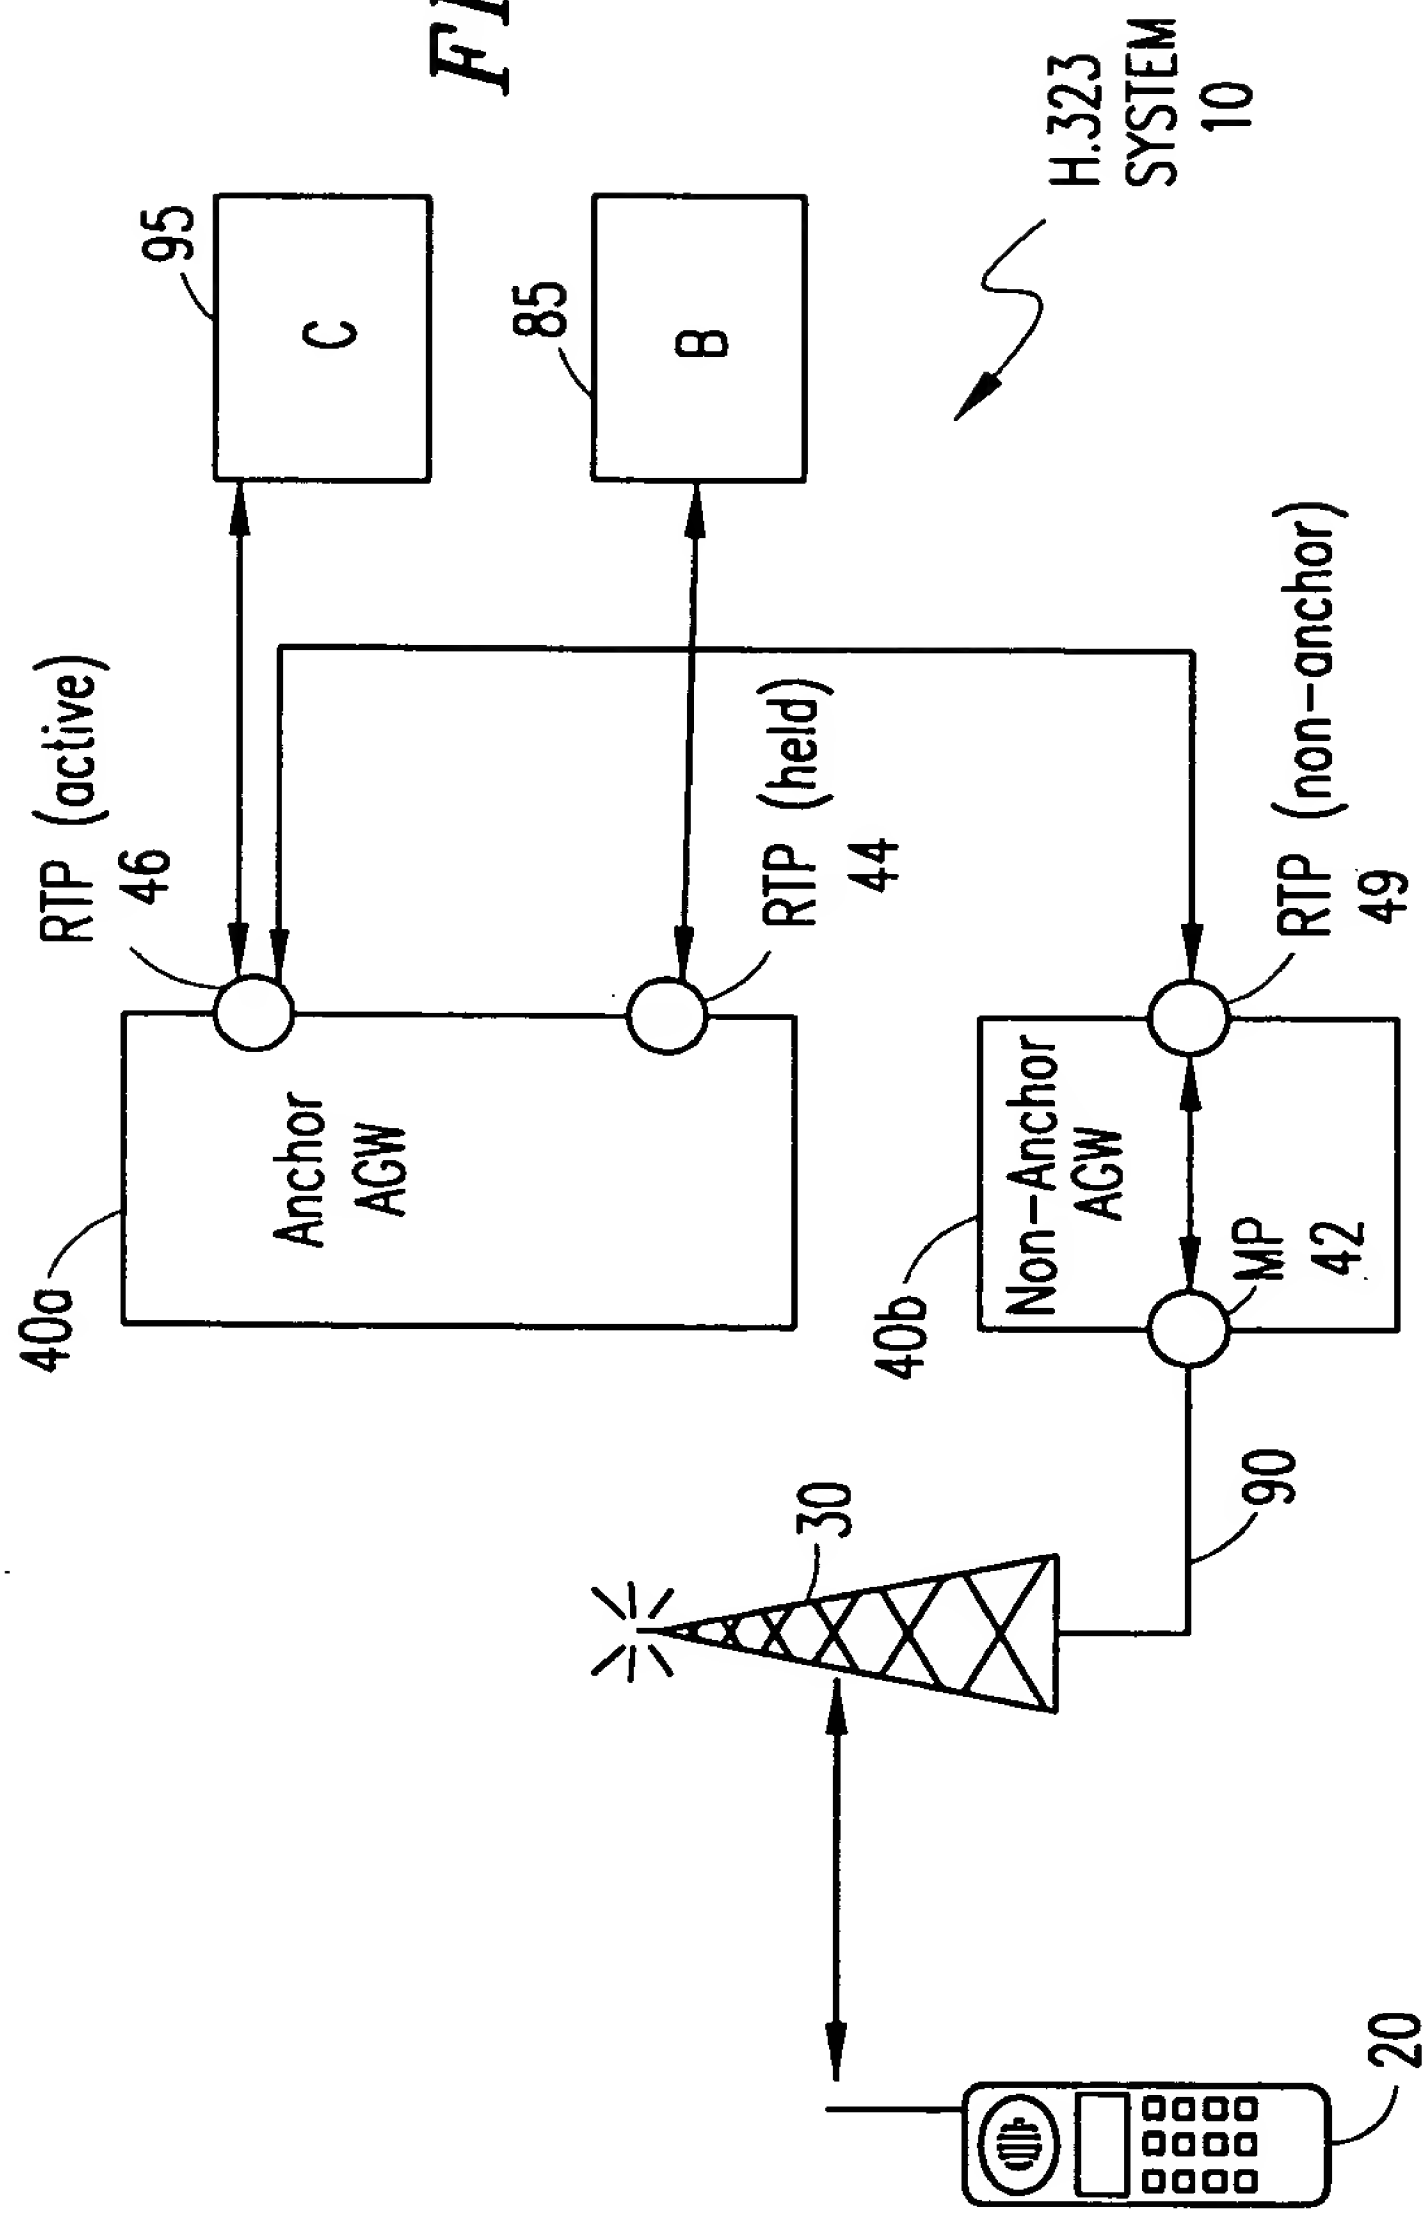 RTP (active)
46
95
C
40a
Anchor
AGW
85
B
RTP (held)
44
30
40b
Non-Anchor
AGW
MP
42
RTP (non-anchor)
49
90
20
H.323
SYSTEM
10